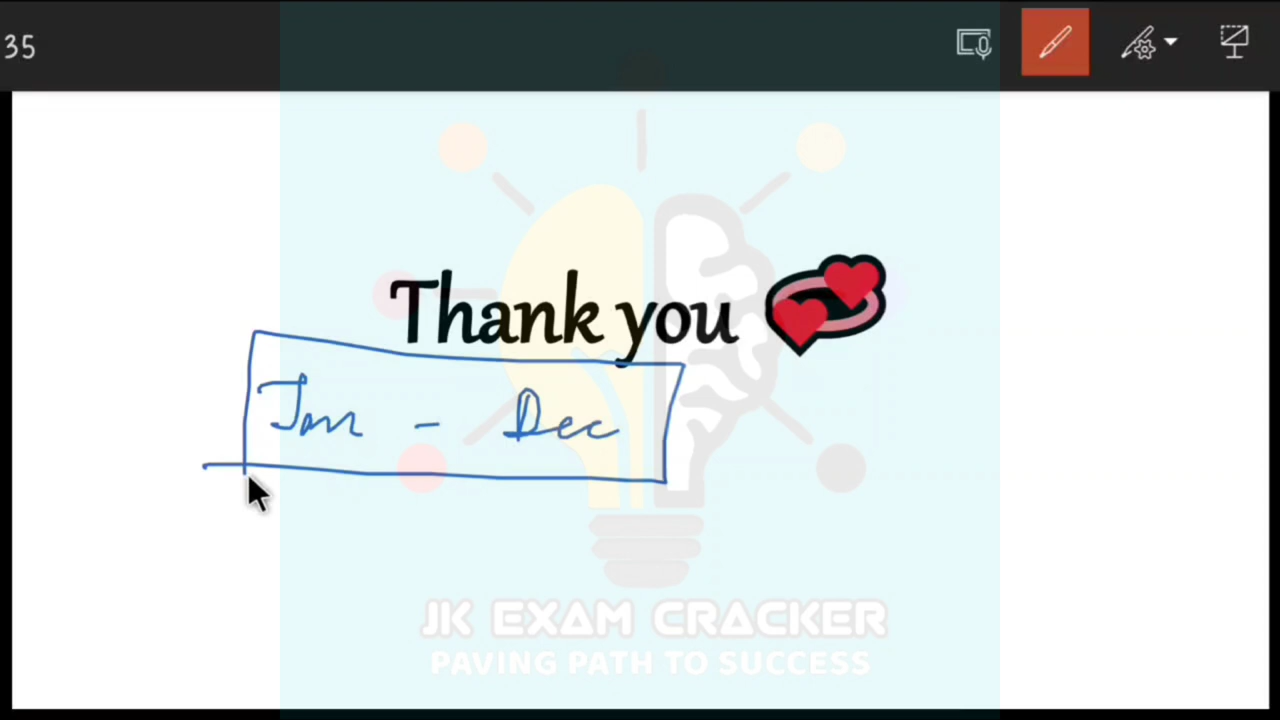 35
Thank you
Jan - Dec
JK EXAM CRACKER
PAVING PATH TO SUCCESS